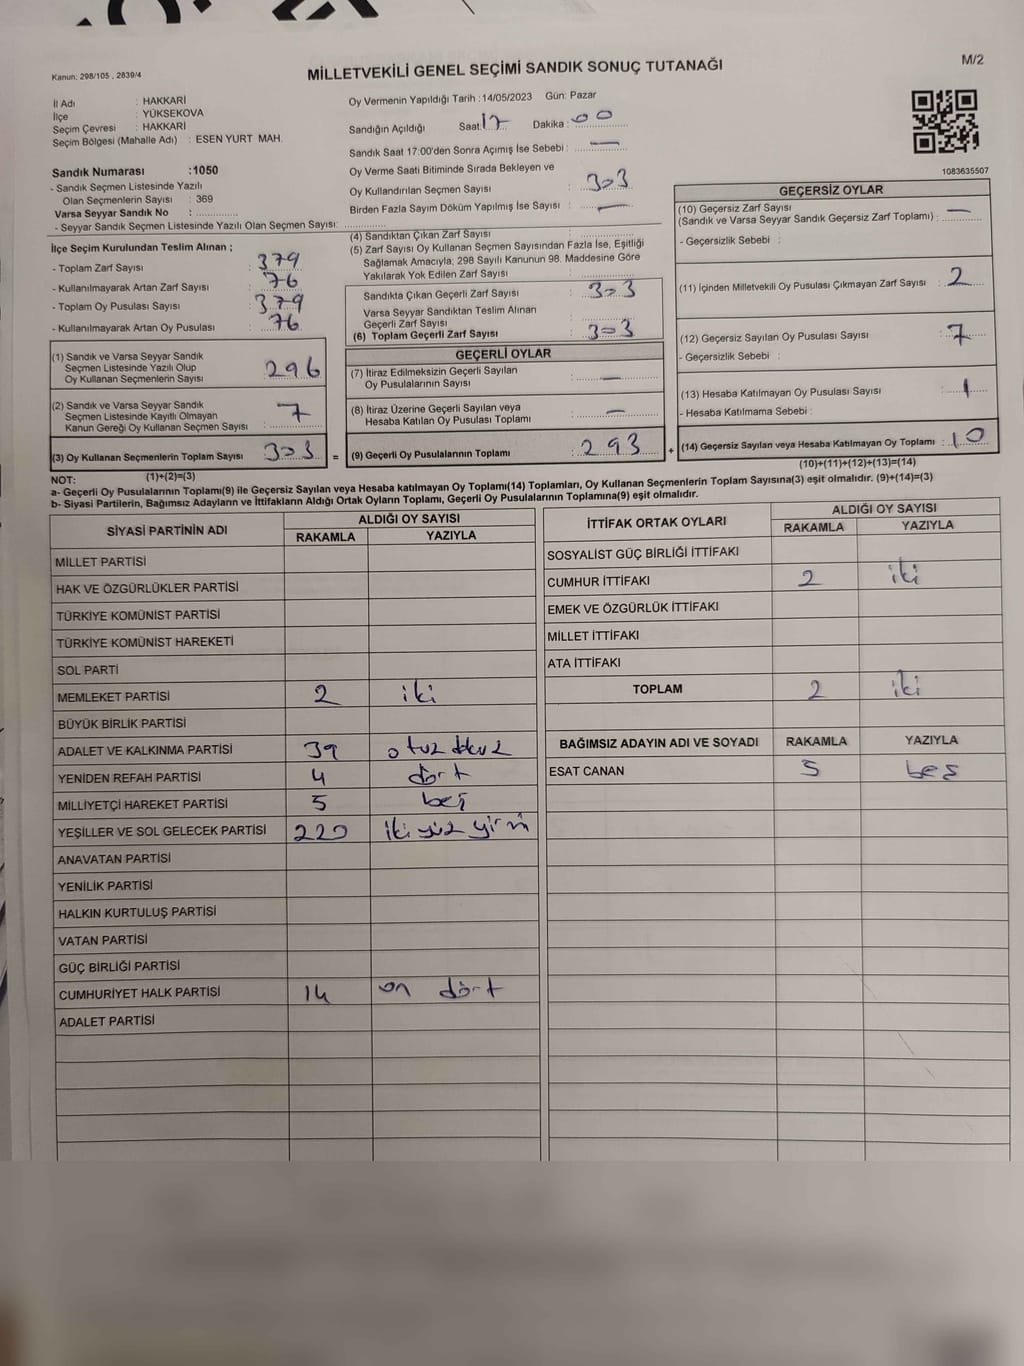 Kanun: 298/105 , 2839/4
MİLLETVEKİLİ GENEL SEÇİMİ SANDIK SONUÇ TUTANAĞI
M/2
İl Adı : HAKKARİ
İlçe : YÜKSEKOVA
Seçim Çevresi : HAKKARİ
Seçim Bölgesi (Mahalle Adı) : ESEN YURT MAH.
Sandık Numarası :1050
- Sandık Seçmen Listesinde Yazılı
Olan Seçmenlerin Sayısı : 369
Varsa Seyyar Sandık No :
- Seyyar Sandık Seçmen Listesinde Yazılı Olan Seçmen Sayısı:
Oy Vermenin Yapıldığı Tarih :14/05/2023 Gün: Pazar
Sandığın Açıldığı Saat: 17 Dakika : 00
Sandık Saat 17:00'den Sonra Açımış İse Sebebi : —
Oy Verme Saati Bitiminde Sırada Bekleyen ve
Oy Kullandırılan Seçmen Sayısı : 303
Birden Fazla Sayım Döküm Yapılmış İse Sayısı : —
1083635507
İlçe Seçim Kurulundan Teslim Alınan ;
- Toplam Zarf Sayısı : 379
- Kullanılmayarak Artan Zarf Sayısı : 76
- Toplam Oy Pusulası Sayısı : 379
- Kullanılmayarak Artan Oy Pusulası : 76
(4) Sandıktan Çıkan Zarf Sayısı :
(5) Zarf Sayısı Oy Kullanan Seçmen Sayısından Fazla İse, Eşitliği
Sağlamak Amacıyla; 298 Sayılı Kanunun 98. Maddesine Göre
Yakılarak Yok Edilen Zarf Sayısı :
Sandıkta Çıkan Geçerli Zarf Sayısı : 303
Varsa Seyyar Sandıktan Teslim Alınan
Geçerli Zarf Sayısı :
(6) Toplam Geçerli Zarf Sayısı : 303
GEÇERSİZ OYLAR
(10) Geçersiz Zarf Sayısı
(Sandık ve Varsa Seyyar Sandık Geçersiz Zarf Toplamı) : —
- Geçersizlik Sebebi :
(11) İçinden Milletvekili Oy Pusulası Çıkmayan Zarf Sayısı : 2
(12) Geçersiz Sayılan Oy Pusulası Sayısı : 7
- Geçersizlik Sebebi :
(13) Hesaba Katılmayan Oy Pusulası Sayısı : 1
- Hesaba Katılmama Sebebi :
(14) Geçersiz Sayılan veya Hesaba Katılmayan Oy Toplamı : 10
(10)+(11)+(12)+(13)=(14)
(1) Sandık ve Varsa Seyyar Sandık
Seçmen Listesinde Yazılı Olup
Oy Kullanan Seçmenlerin Sayısı : 296
(2) Sandık ve Varsa Seyyar Sandık
Seçmen Listesinde Kayıtlı Olmayan
Kanun Gereği Oy Kullanan Seçmen Sayısı : 7
(3) Oy Kullanan Seçmenlerin Toplam Sayısı : 303 =
(1)+(2)=(3)
GEÇERLİ OYLAR
(7) İtiraz Edilmeksizin Geçerli Sayılan
Oy Pusulalarının Sayısı : —
(8) İtiraz Üzerine Geçerli Sayılan veya
Hesaba Katılan Oy Pusulası Toplamı : —
(9) Geçerli Oy Pusulalarının Toplamı : 293 +
NOT:
a- Geçerli Oy Pusulalarının Toplamı(9) ile Geçersiz Sayılan veya Hesaba katılmayan Oy Toplamı(14) Toplamları, Oy Kullanan Seçmenlerin Toplam Sayısına(3) eşit olmalıdır. (9)+(14)=(3)
b- Siyasi Partilerin, Bağımsız Adayların ve İttifakların Aldığı Ortak Oyların Toplamı, Geçerli Oy Pusulalarının Toplamına(9) eşit olmalıdır.
SİYASİ PARTİNİN ADI ALDIĞI OY SAYISI
RAKAMLA YAZIYLA
MİLLET PARTİSİ
HAK VE ÖZGÜRLÜKLER PARTİSİ
TÜRKİYE KOMÜNİST PARTİSİ
TÜRKİYE KOMÜNİST HAREKETİ
SOL PARTİ
MEMLEKET PARTİSİ 2 iki
BÜYÜK BİRLİK PARTİSİ
ADALET VE KALKINMA PARTİSİ 39 otuz dokuz
YENİDEN REFAH PARTİSİ 4 dört
MİLLİYETÇİ HAREKET PARTİSİ 5 beş
YEŞİLLER VE SOL GELECEK PARTİSİ 220 iki yüz yirmi
ANAVATAN PARTİSİ
YENİLİK PARTİSİ
HALKIN KURTULUŞ PARTİSİ
VATAN PARTİSİ
GÜÇ BİRLİĞİ PARTİSİ
CUMHURİYET HALK PARTİSİ 14 on dört
ADALET PARTİSİ
İTTİFAK ORTAK OYLARI ALDIĞI OY SAYISI
RAKAMLA YAZIYLA
SOSYALİST GÜÇ BİRLİĞİ İTTİFAKI
CUMHUR İTTİFAKI 2 iki
EMEK VE ÖZGÜRLÜK İTTİFAKI
MİLLET İTTİFAKI
ATA İTTİFAKI
TOPLAM 2 iki
BAĞIMSIZ ADAYIN ADI VE SOYADI RAKAMLA YAZIYLA
ESAT CANAN 5 beş